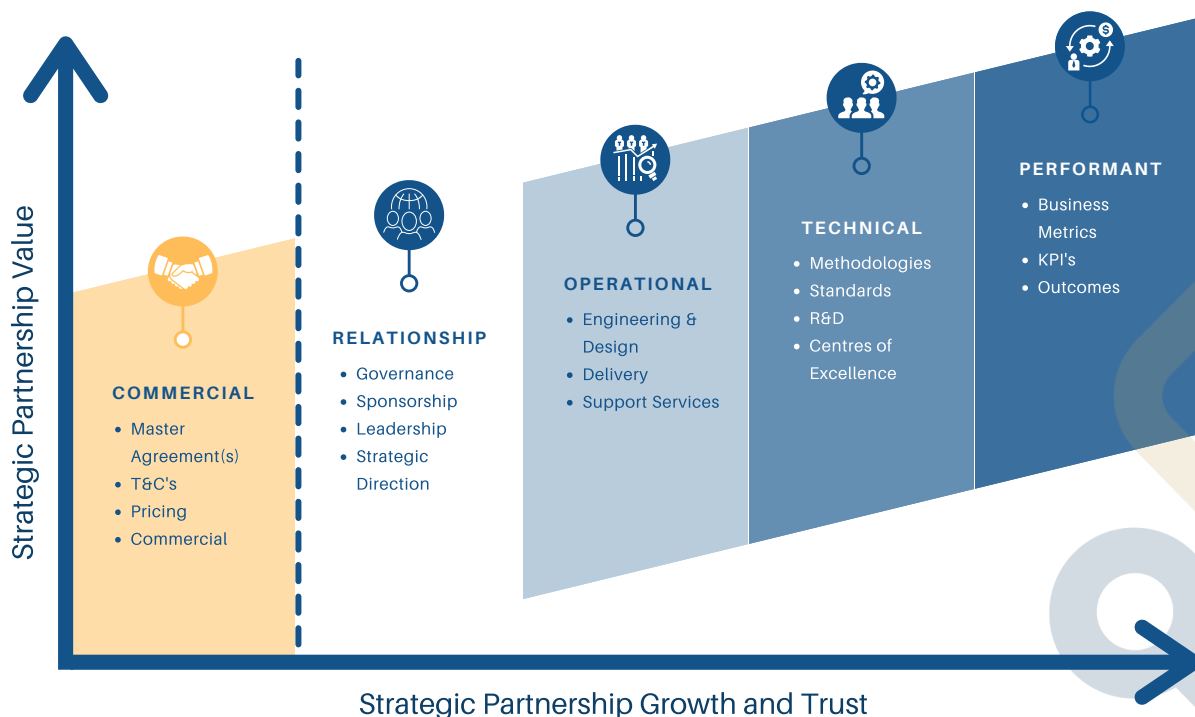 Strategic Partnership Value
COMMERCIAL
Master
Agreement(s)
T&C's
Pricing
Commercial
RELATIONSHIP
Governance
Sponsorship
Leadership
Strategic
Direction
OPERATIONAL
Engineering &
Design
Delivery
Support Services
TECHNICAL
Methodologies
Standards
R&D
Centres of
Excellence
PERFORMANT
Business
Metrics
KPI's
Outcomes
$
Strategic Partnership Growth and Trust